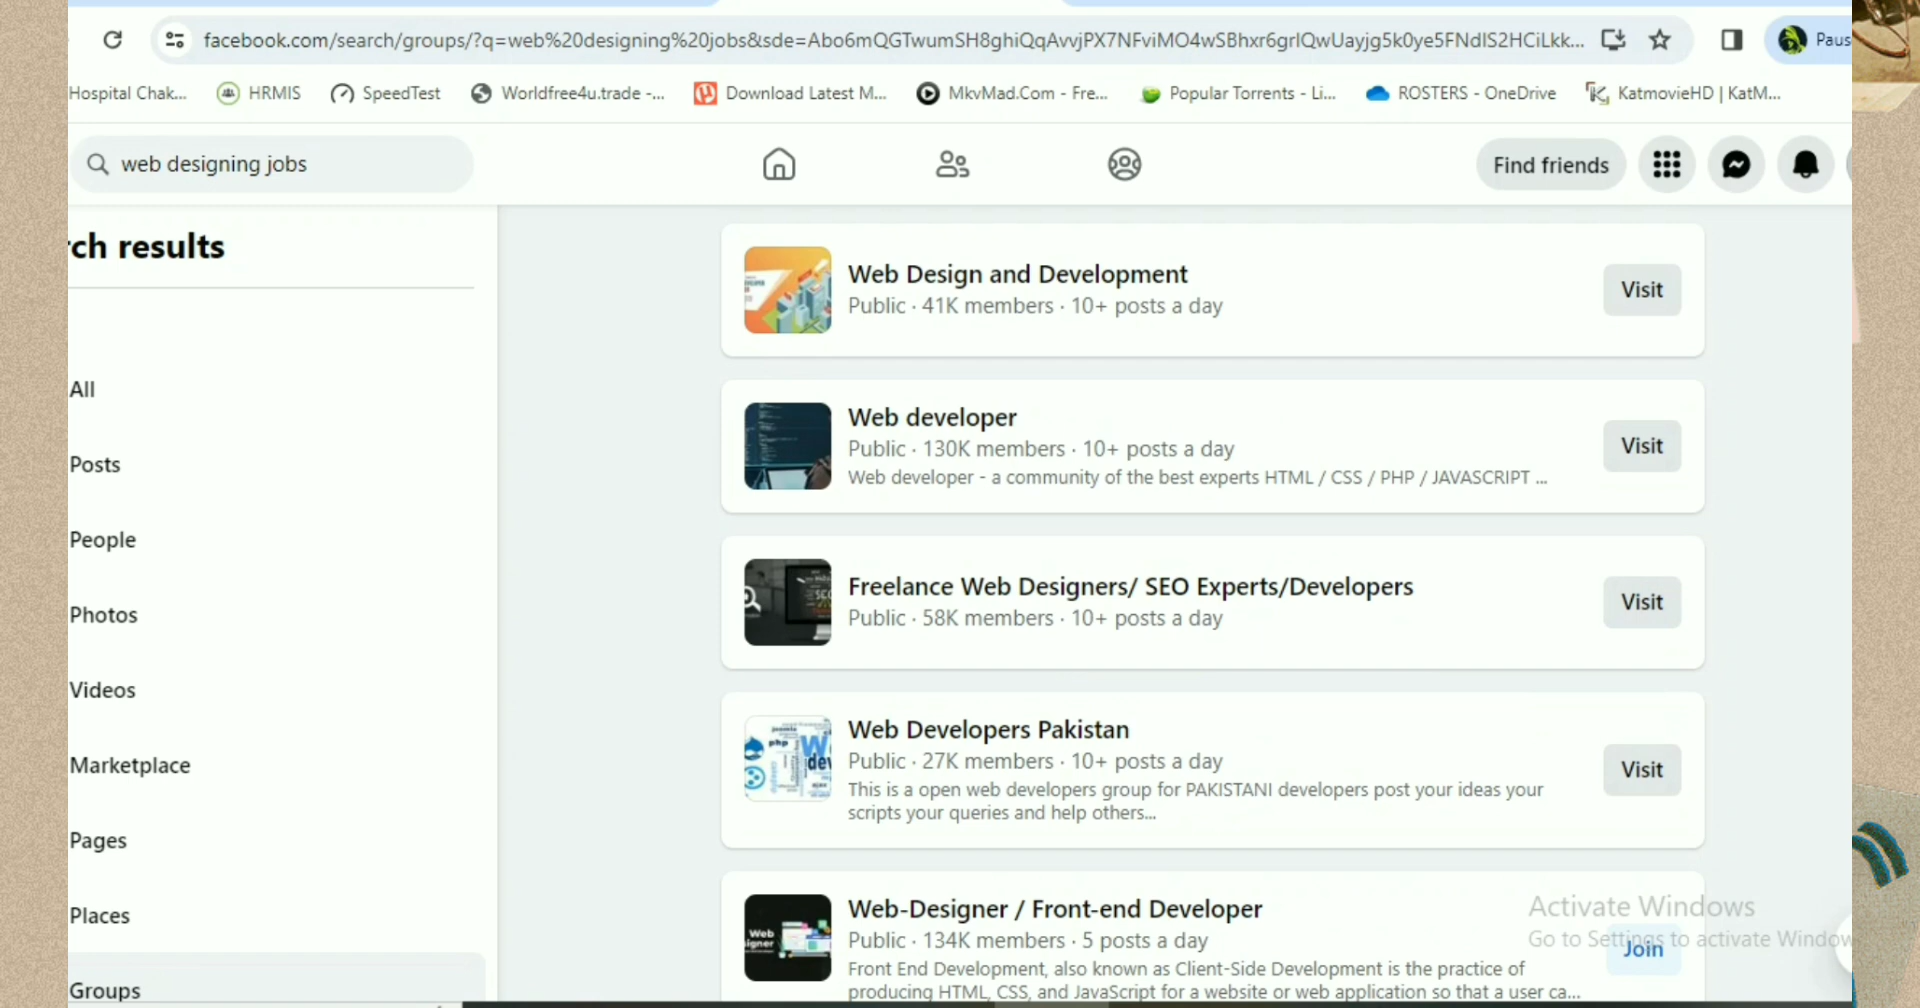 facebook.com/search/groups/?q=web%20designing%20jobs&sde=Abo6mQGTwumSH8ghiQqAvvjPX7NFviMO4wSBhxr6grIQwUayjg5k0ye5FNdIS2HCiLkk...
Paus
Hospital Chak... HRMIS SpeedTest Worldfree4u.trade -... Download Latest M... MkvMad.Com - Fre... Popular Torrents - Li... ROSTERS - OneDrive KatmovieHD | KatM...
web designing jobs
Find friends
rch results
All
Posts
People
Photos
Videos
Marketplace
Pages
Places
Groups
Web Design and Development
Public · 41K members · 10+ posts a day
Visit
Web developer
Public · 130K members · 10+ posts a day
Web developer - a community of the best experts HTML / CSS / PHP / JAVASCRIPT ...
Visit
Freelance Web Designers/ SEO Experts/Developers
Public · 58K members · 10+ posts a day
Visit
php
Web Developers Pakistan
Public · 27K members · 10+ posts a day
This is a open web developers group for PAKISTANI developers post your ideas your
scripts your queries and help others...
Visit
Web
igner
Web-Designer / Front-end Developer
Public · 134K members · 5 posts a day
Front End Development, also known as Client-Side Development is the practice of
producing HTML, CSS, and JavaScript for a website or web application so that a user ca...
Join
Activate Windows
Go to Settings to activate Window